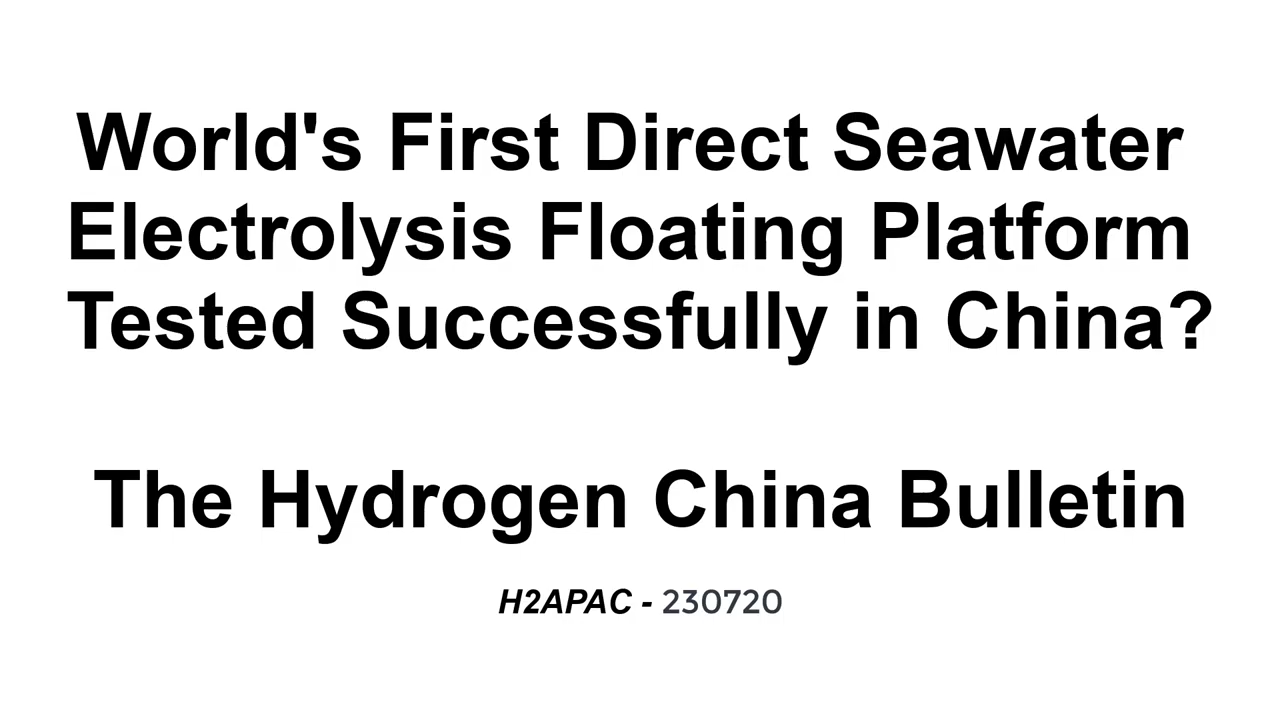 World's First Direct Seawater
Electrolysis Floating Platform
Tested Successfully in China?
The Hydrogen China Bulletin
H2APAC - 230720